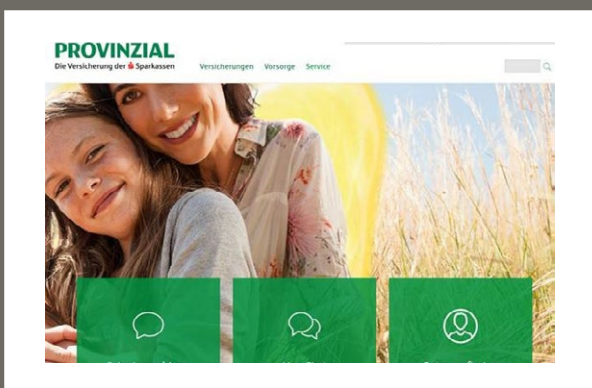 PROVINZIAL
Die Versicherung der Sparkassen
Versicherungen Vorsorge Service